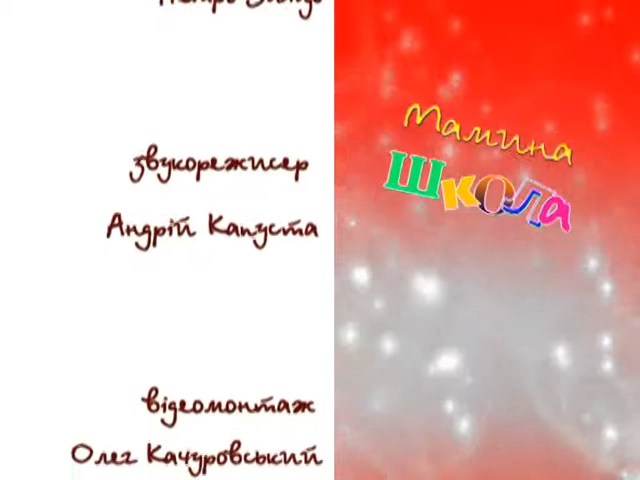 звукорежисер
Андрій Капуста
відеомонтаж
Олег Качуровський
Мамина
школа